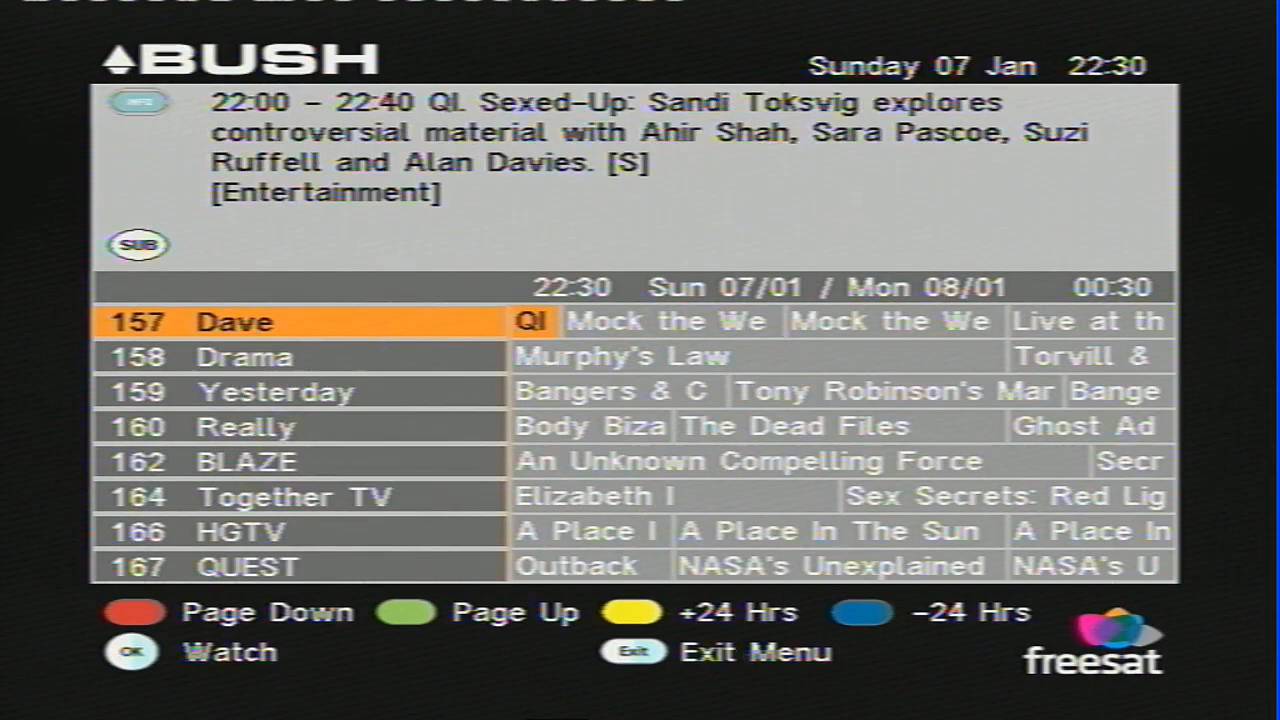 BUSH
Sunday 07 Jan 22:30
INFO
22:00 - 22:40 QI. Sexed-Up: Sandi Toksvig explores
controversial material with Ahir Shah, Sara Pascoe, Suzi
Ruffell and Alan Davies. [S]
[Entertainment]
SUB
22:30 Sun 07/01 / Mon 08/01 00:30
157 Dave QI Mock the We Mock the We Live at th
158 Drama Murphy's Law Torvill &
159 Yesterday Bangers & C Tony Robinson's Mar Bange
160 Really Body Biza The Dead Files Ghost Ad
162 BLAZE An Unknown Compelling Force Secr
164 Together TV Elizabeth I Sex Secrets: Red Lig
166 HGTV A Place I A Place In The Sun A Place In
167 QUEST Outback NASA's Unexplained NASA's U
Page Down Page Up +24 Hrs -24 Hrs
OK Watch Exit Exit Menu
freesat